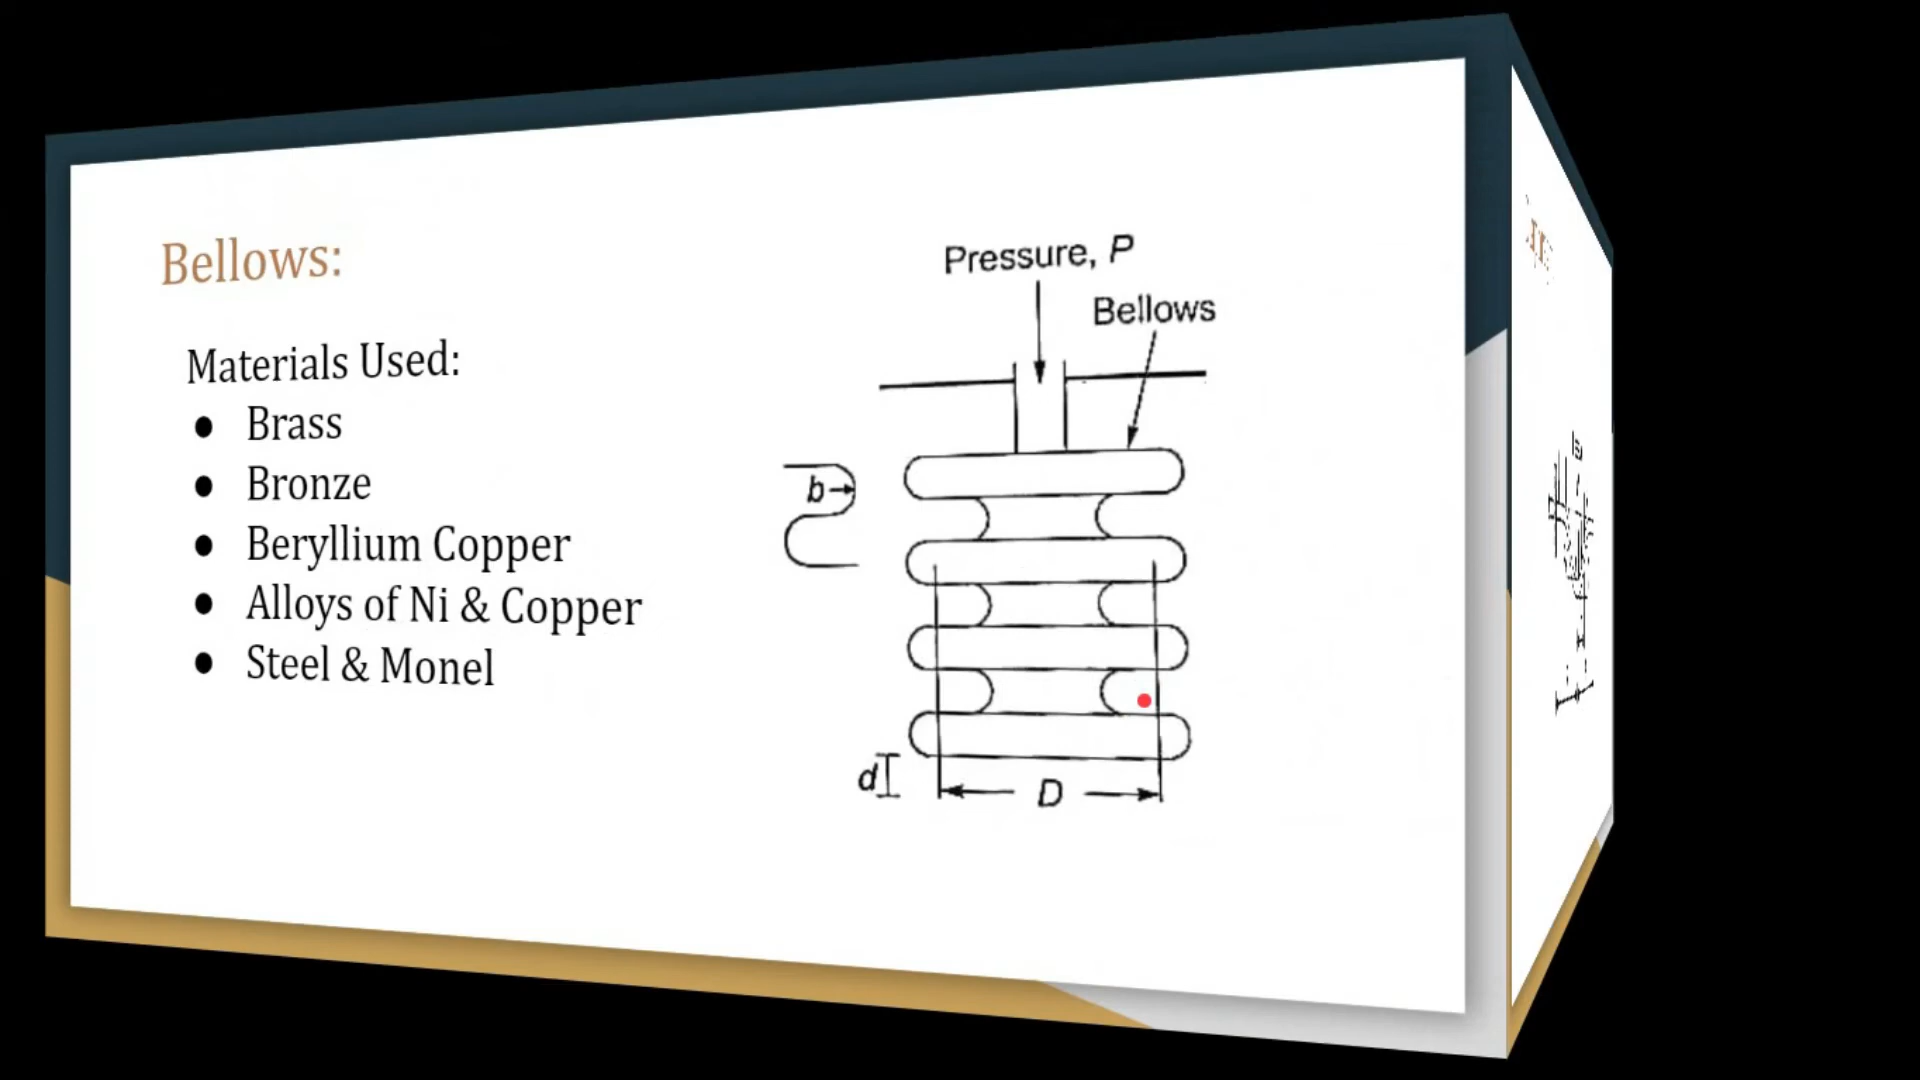 Bellows:
Materials Used:
● Brass
● Bronze
● Beryllium Copper
● Alloys of Ni & Copper
● Steel & Monel
Pressure, P
Bellows
b
d
D